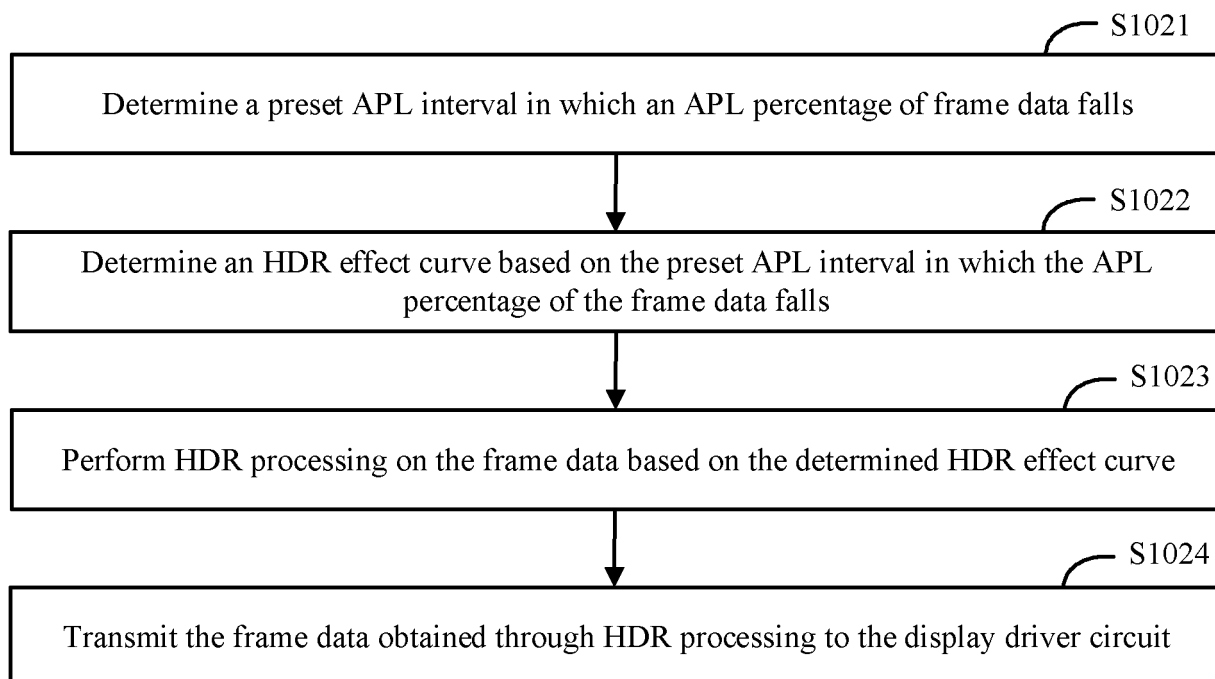 S1021
Determine a preset APL interval in which an APL percentage of frame data falls
S1022
Determine an HDR effect curve based on the preset APL interval in which the APL
percentage of the frame data falls
S1023
Perform HDR processing on the frame data based on the determined HDR effect curve
S1024
Transmit the frame data obtained through HDR processing to the display driver circuit